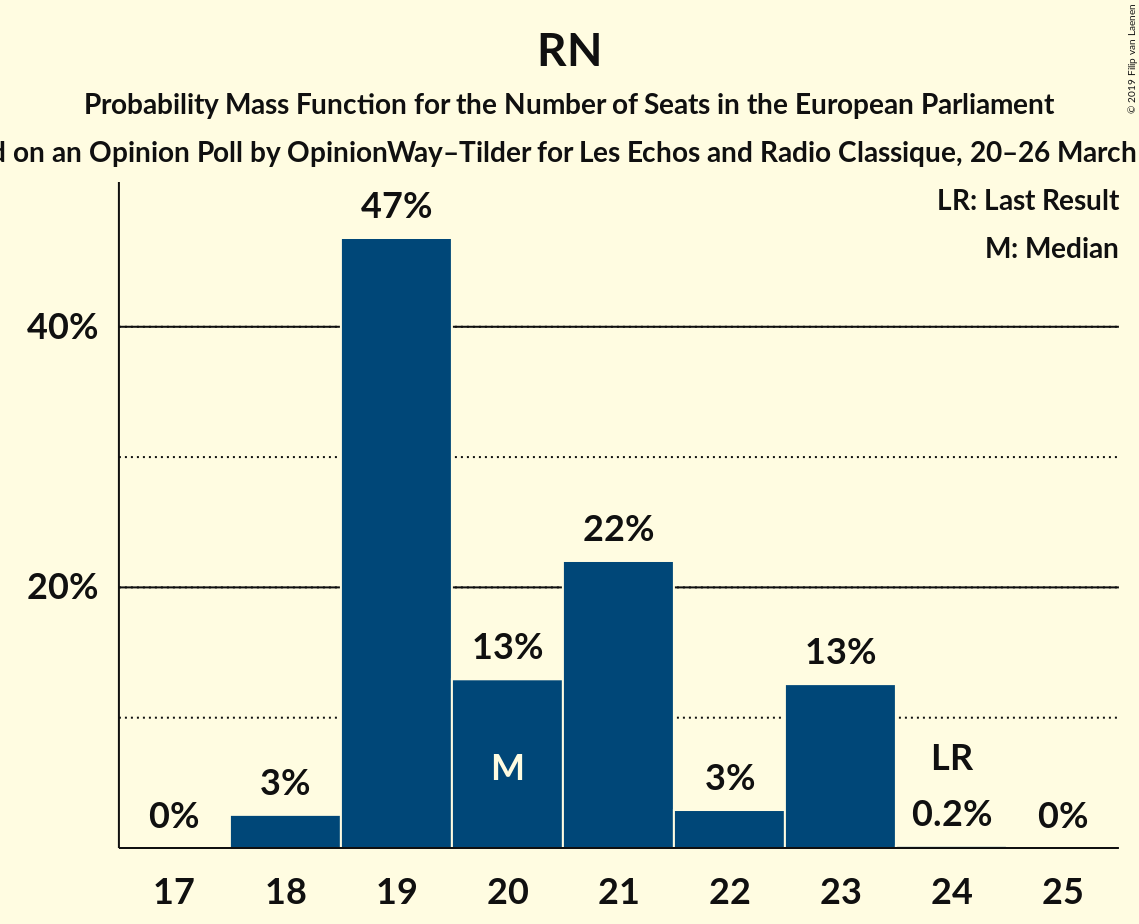 RN
Probability Mass Function for the Number of Seats in the European Parliament
on an Opinion Poll by OpinionWay–Tilder for Les Echos and Radio Classique, 20–26 March
© 2019 Filip van Laenen
LR: Last Result
M: Median
47%
40%
22%
20%
13%
13%
M
LR
3%
3%
0%
0.2%
0%
17 18 19 20 21 22 23 24 25